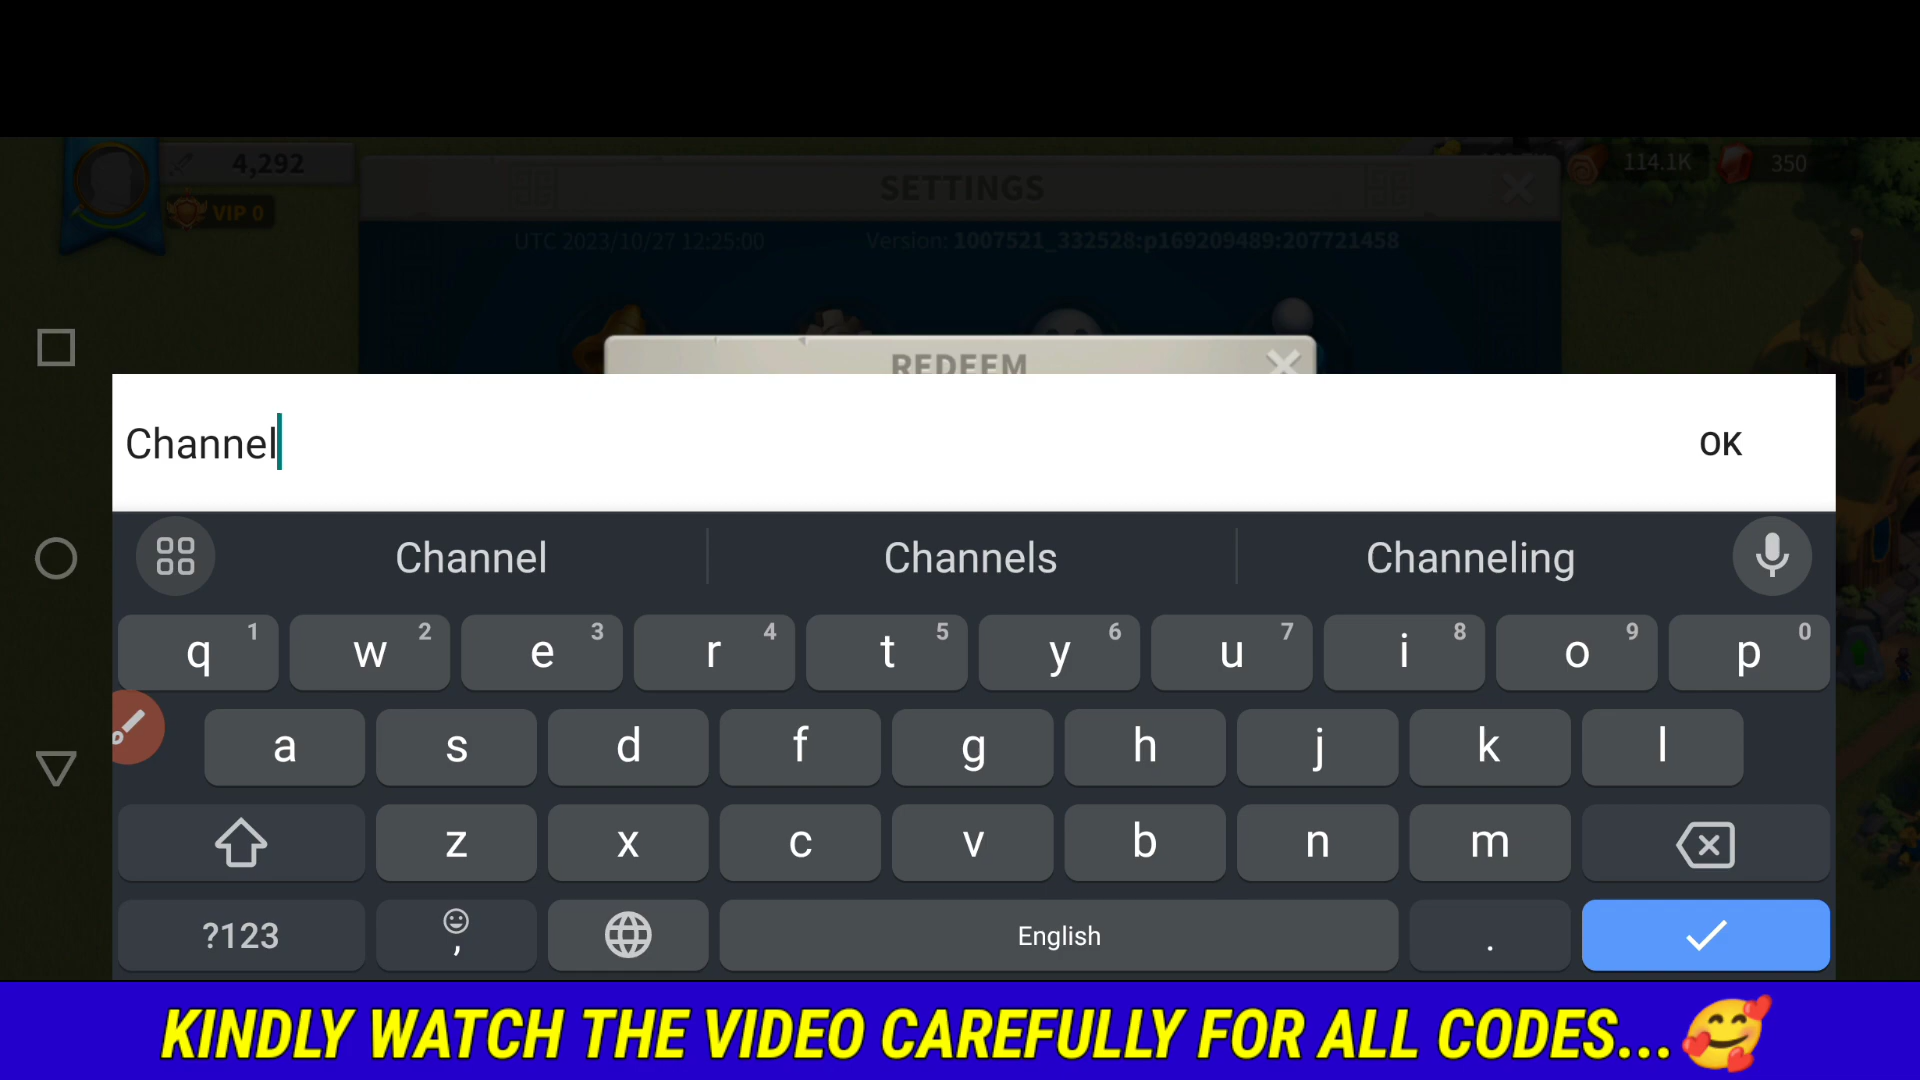 4,292
VIP 0
SETTINGS
114.1K
350
UTC 2023/10/27 12:25:00
Version: 1007521_332528:p169209489:207721458
REDEEM
Channel
OK
Channel
Channels
Channeling
q 1 w 2 e 3 r 4 t 5 y 6 u 7 i 8 o 9 p 0
a s d f g h j k l
z x c v b n m
?123
,
English
.
KINDLY WATCH THE VIDEO CAREFULLY FOR ALL CODES...